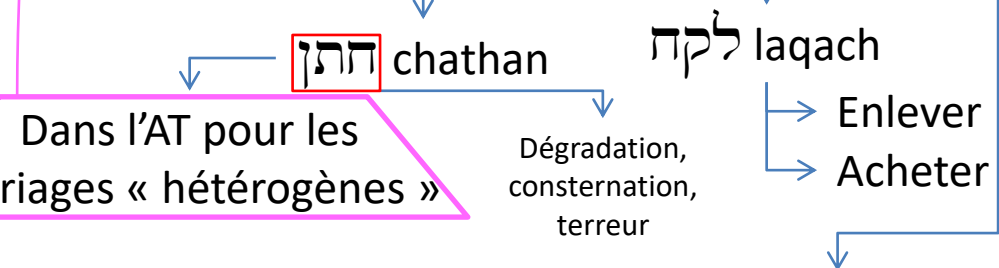 חתן chathan
Dans l’AT pour les
riages « hétérogènes »
Dégradation,
consternation,
terreur
לקח laqach
Enlever
Acheter